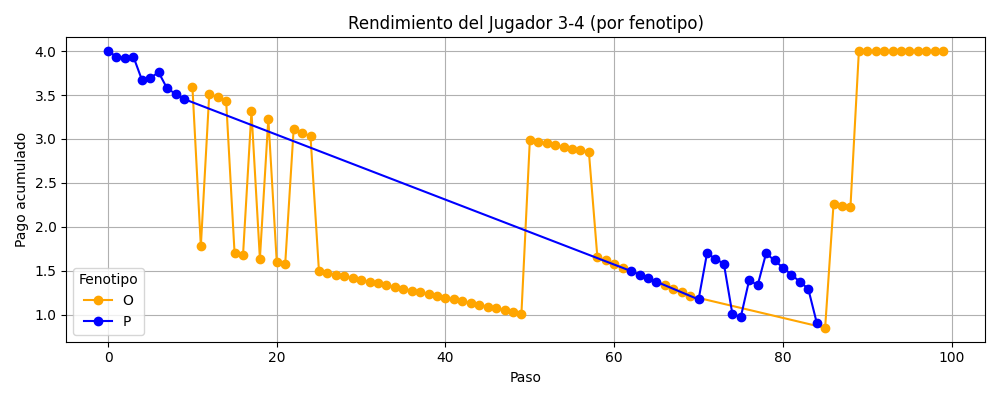 Rendimiento del Jugador 3-4 (por fenotipo)
Pago acumulado
4.0
3.5
3.0
2.5
2.0
1.5
1.0
Fenotipo
O
P
0
20
40
60
80
100
Paso